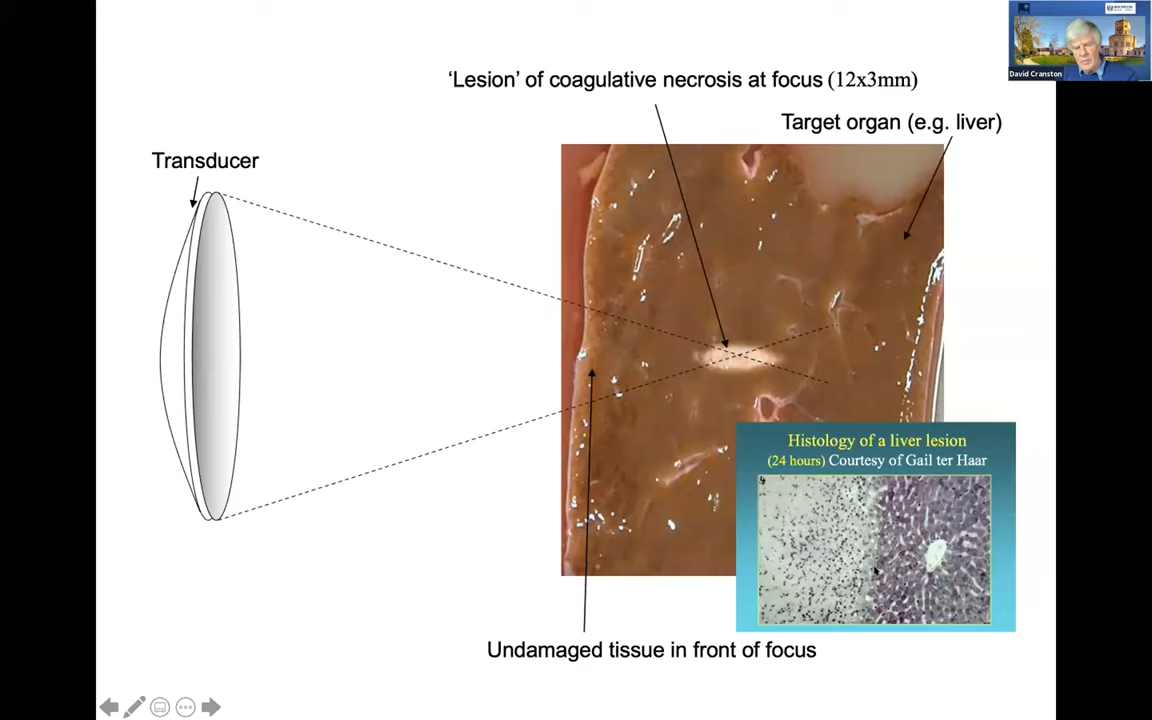 'Lesion' of coagulative necrosis at focus (12x3mm)
Target organ (e.g. liver)
Transducer
Histology of a liver lesion
(24 hours) Courtesy of Gail ter Haar
Undamaged tissue in front of focus
David Cranston